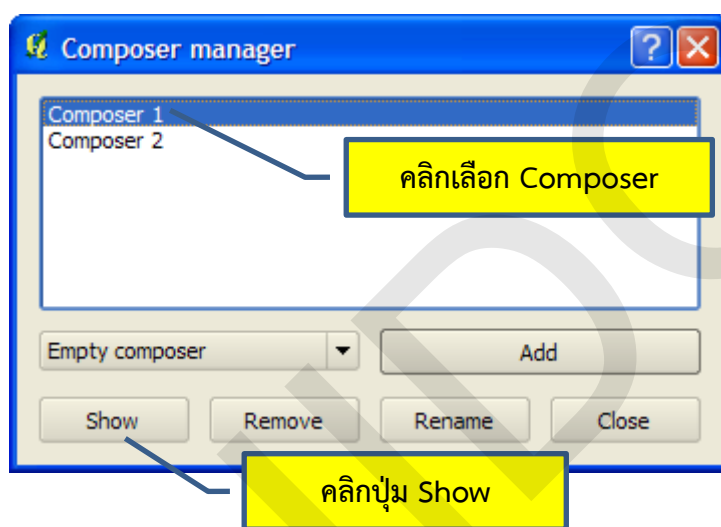 Composer manager
Composer 1
Composer 2
คลิกเลือก Composer
Empty composer
Add
Show Remove Rename Close
คลิกปุ่ม Show